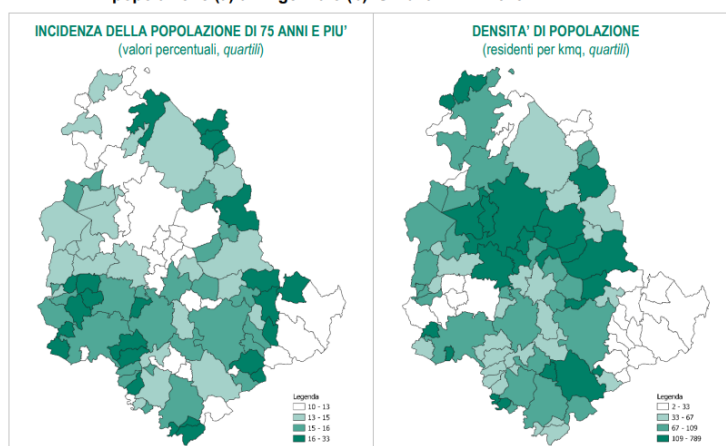 INCIDENZA DELLA POPOLAZIONE DI 75 ANNI E PIU'
(valori percentuali, quartili)
Legenda
10 - 13
13 - 15
15 - 16
16 - 33
DENSITA' DI POPOLAZIONE
(residenti per kmq, quartili)
Legenda
2 - 33
33 - 67
67 - 109
109 - 789